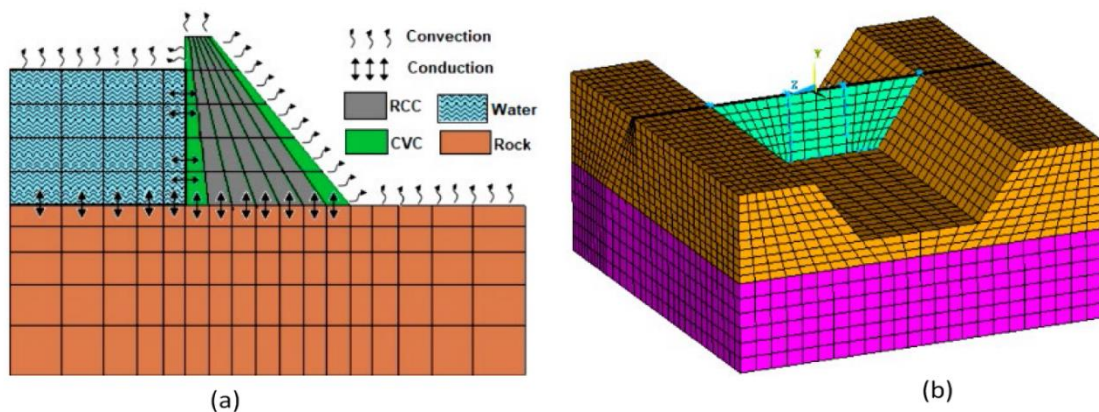 Convection
Conduction
RCC
Water
CVC
Rock
Y
Z
(a)
(b)